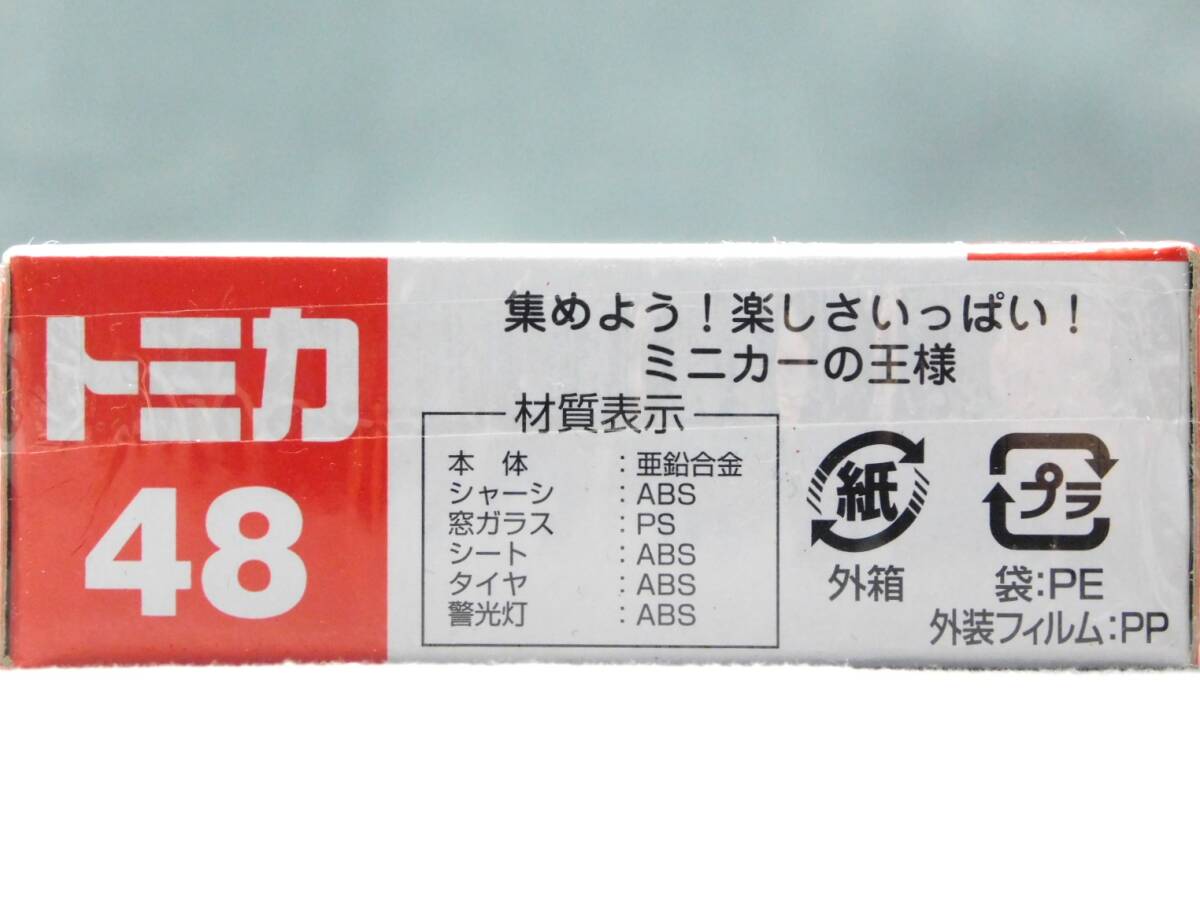 トミカ
48
集めよう！楽しさいっぱい！
ミニカーの王様
材質表示
本体：亜鉛合金
シャーシ：ABS
窓ガラス：PS
シート：ABS
タイヤ：ABS
警光灯：ABS
紙
外箱
プラ
袋：PE
外装フィルム：PP